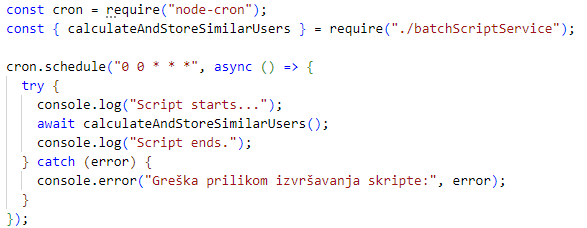 const cron = require("node-cron");
const { calculateAndStoreSimilarUsers } = require("./batchScriptService");
cron.schedule("0 0 * * *", async () => {
try {
console.log("Script starts...");
await calculateAndStoreSimilarUsers();
console.log("Script ends.");
} catch (error) {
console.error("Greška prilikom izvršavanja skripte:", error);
}
});